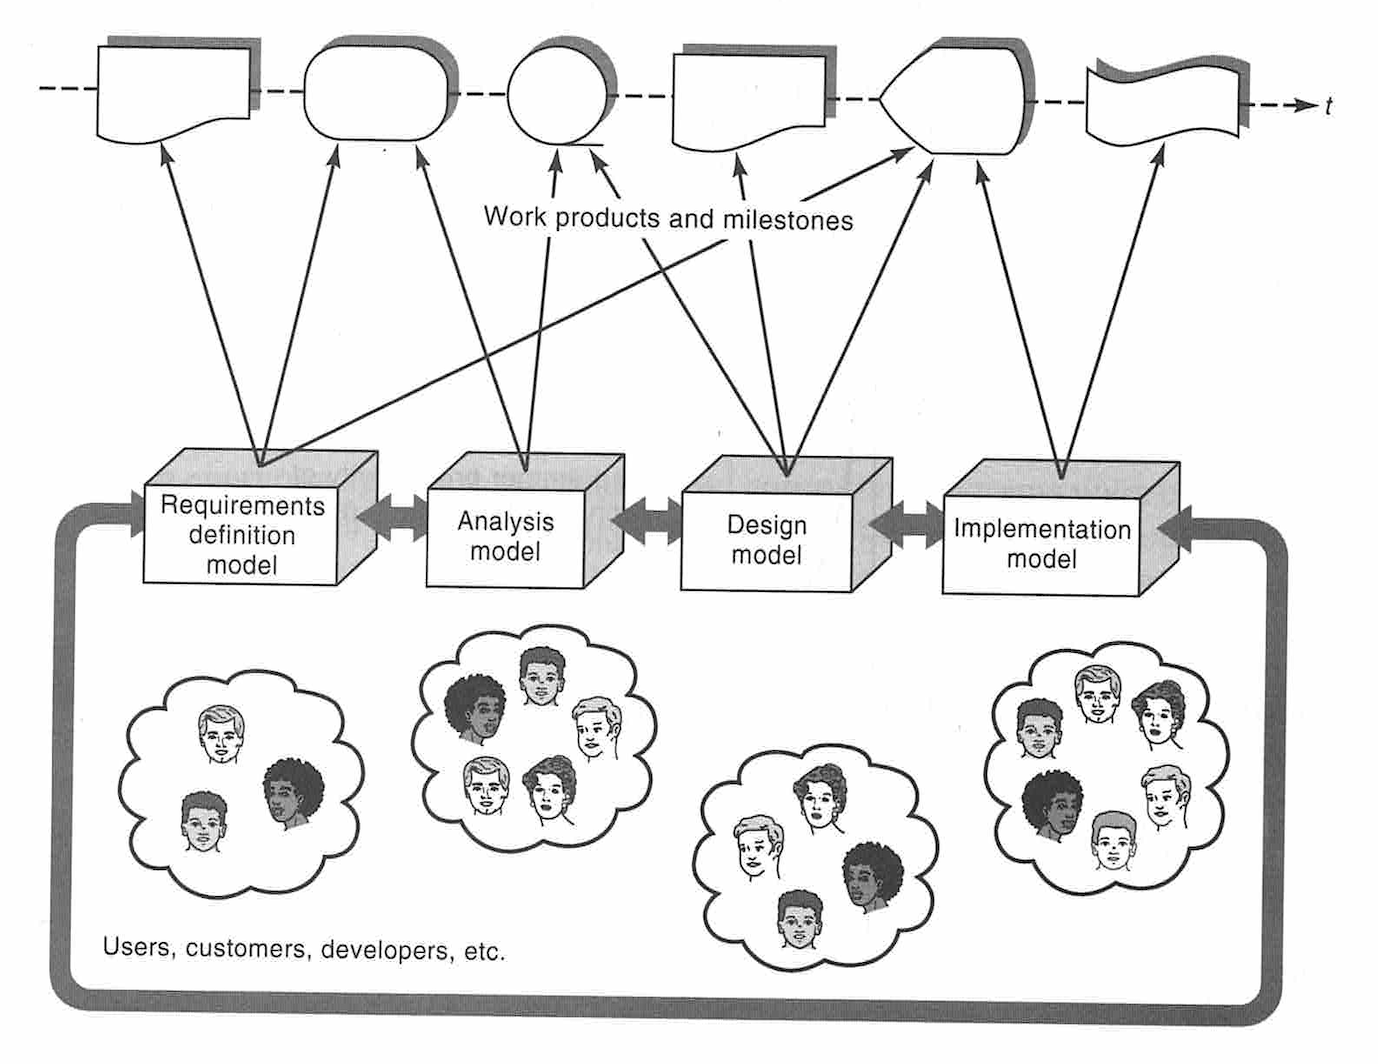 t
Work products and milestones
Requirements
definition
model
Analysis
model
Design
model
Implementation
model
Users, customers, developers, etc.